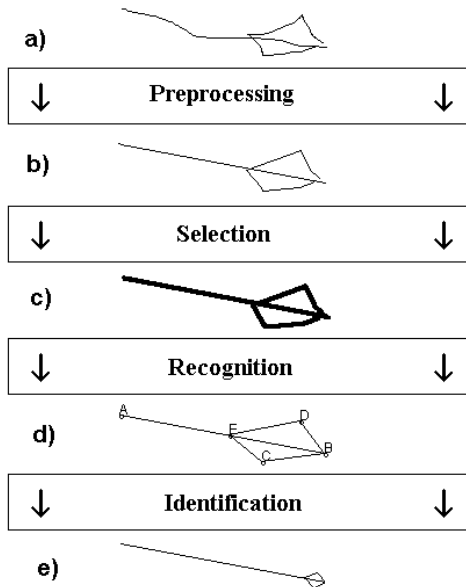 a)
Preprocessing
b)
Selection
c)
Recognition
A
D
d)
E
B
C
Identification
e)